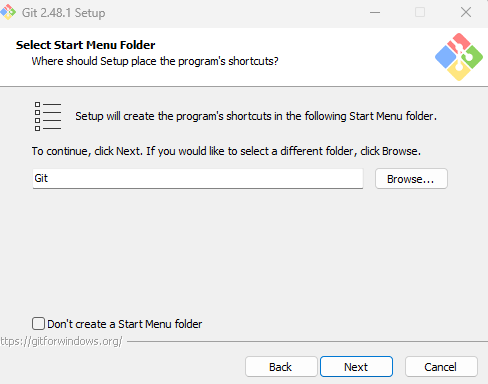 Git 2.48.1 Setup
Select Start Menu Folder
Where should Setup place the program's shortcuts?
Setup will create the program's shortcuts in the following Start Menu folder.
To continue, click Next. If you would like to select a different folder, click Browse.
Git
Browse...
Don't create a Start Menu folder
ttps://gitforwindows.org/
Back
Next
Cancel